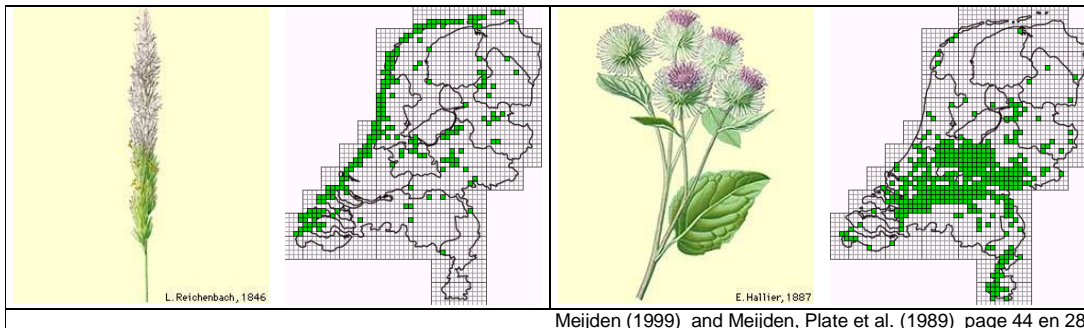 L. Reichenbach, 1846
E. Hallier, 1887
Meijden (1999) and Meijden, Plate et al. (1989) page 44 en 28